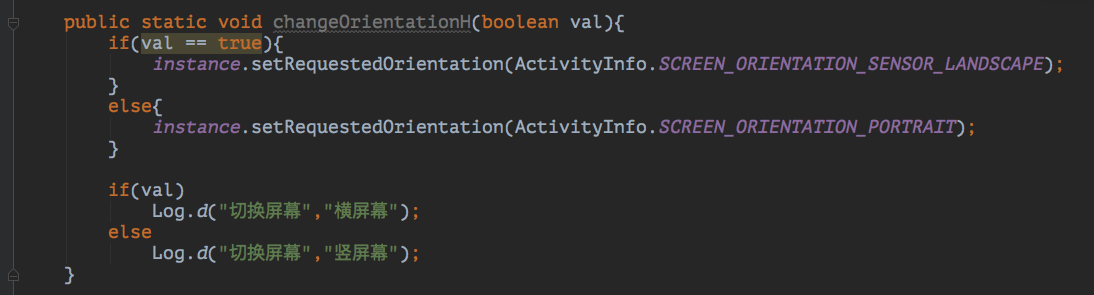 public static void changeOrientationH(boolean val){
if(val == true){
instance.setRequestedOrientation(ActivityInfo.SCREEN_ORIENTATION_SENSOR_LANDSCAPE);
}
else{
instance.setRequestedOrientation(ActivityInfo.SCREEN_ORIENTATION_PORTRAIT);
}
if(val)
Log.d("切换屏幕","横屏幕");
else
Log.d("切换屏幕","竖屏幕");
}